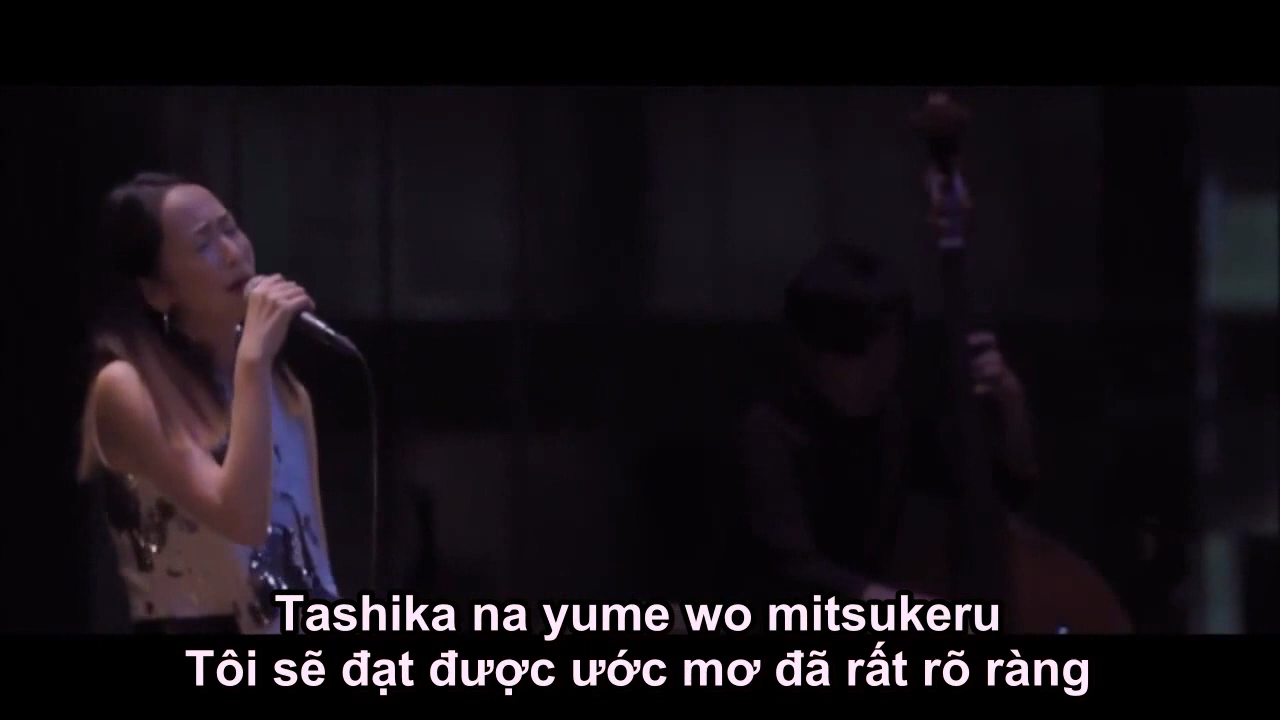 Tashika na yume wo mitsukeru
Tôi sẽ đạt được ước mơ đã rất rõ ràng